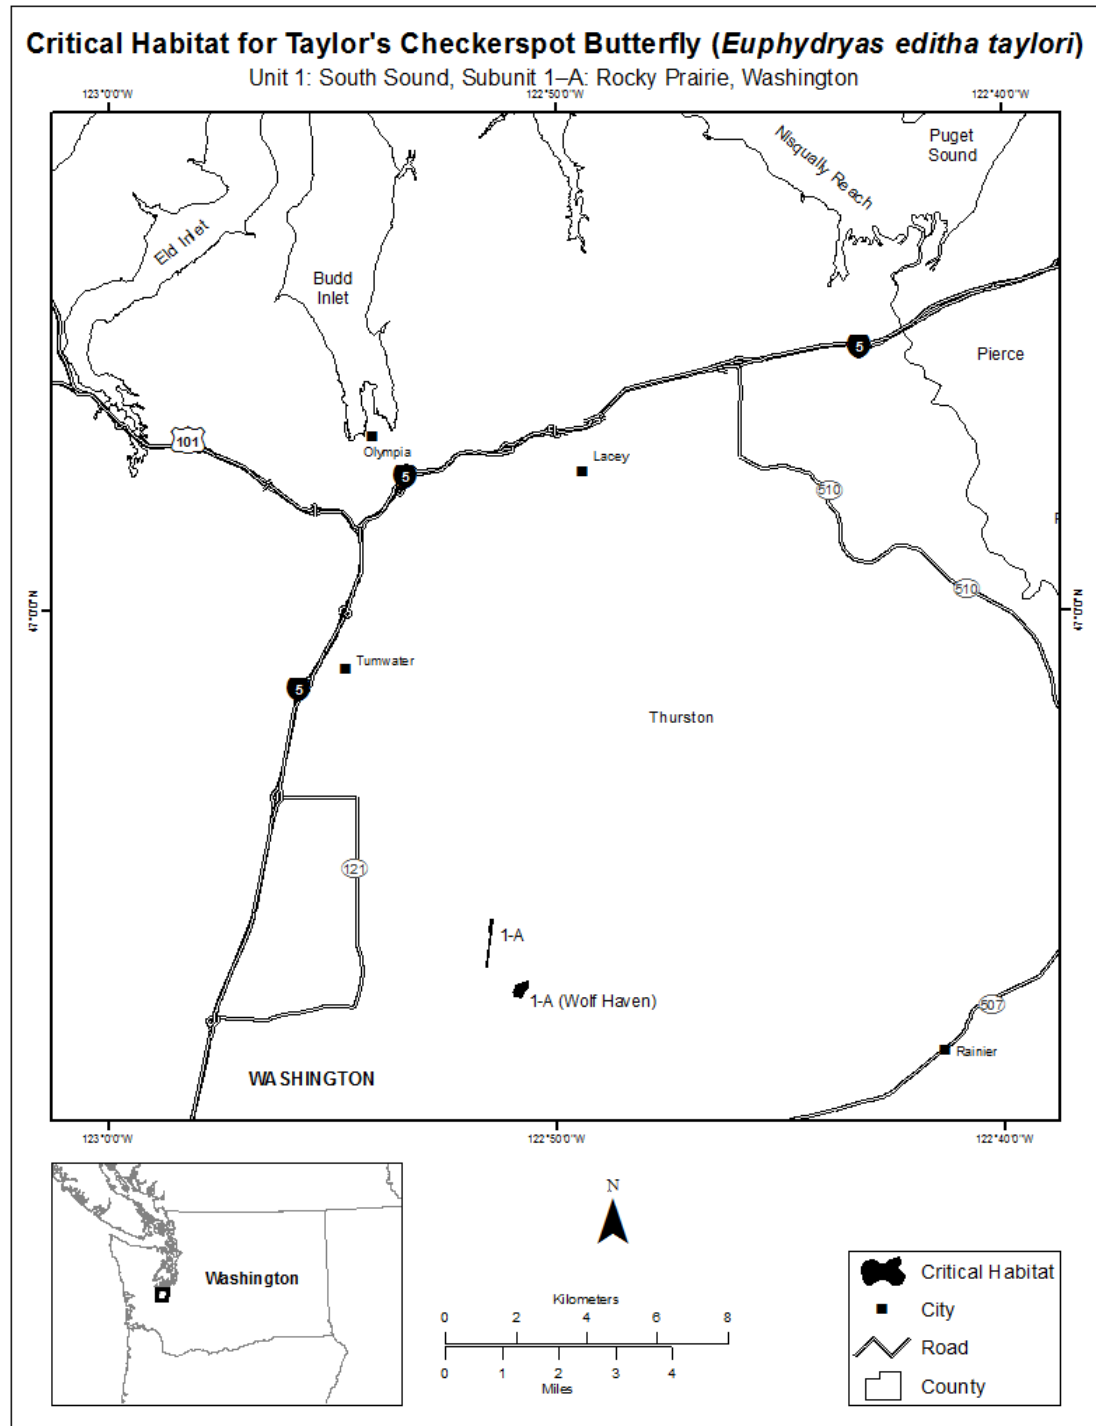 Critical Habitat for Taylor's Checkerspot Butterfly (Euphydryas editha taylori)
Unit 1: South Sound, Subunit 1–A: Rocky Prairie, Washington
123°0'0"W
122°50'0"W
122°40'0"W
Puget
Sound
Nisqually Reach
Eld Inlet
Budd
Inlet
5
Pierce
101
Olympia
5
Lacey
510
510
47°0'0"N
47°0'0"N
Tumwater
5
Thurston
121
1-A
1-A (Wolf Haven)
507
Rainier
WASHINGTON
123°0'0"W
122°50'0"W
122°40'0"W
Washington
N
Kilometers
0 2 4 6 8
0 1 2 3 4
Miles
Critical Habitat
City
Road
County